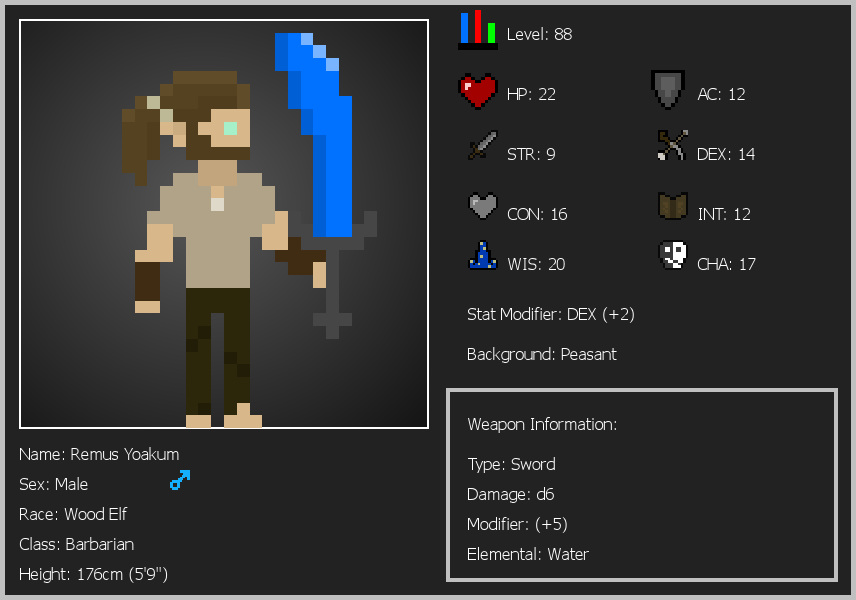 Level: 88
HP: 22
AC: 12
STR: 9
DEX: 14
CON: 16
INT: 12
WIS: 20
CHA: 17
Stat Modifier: DEX (+2)
Background: Peasant
Weapon Information:
Type: Sword
Damage: d6
Modifier: (+5)
Elemental: Water
Name: Remus Yoakum
Sex: Male
Race: Wood Elf
Class: Barbarian
Height: 176cm (5'9")